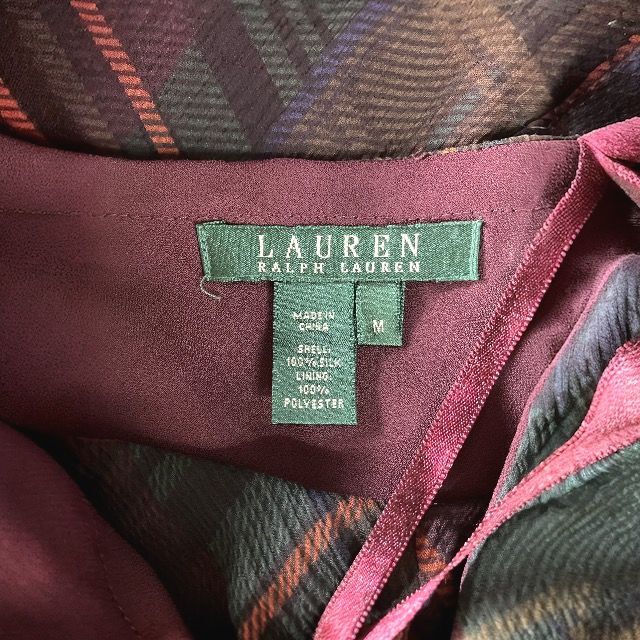 LAUREN
RALPH LAUREN
MADE IN
CHINA
M
SHELL:
100% SILK
LINING:
100%
POLYESTER